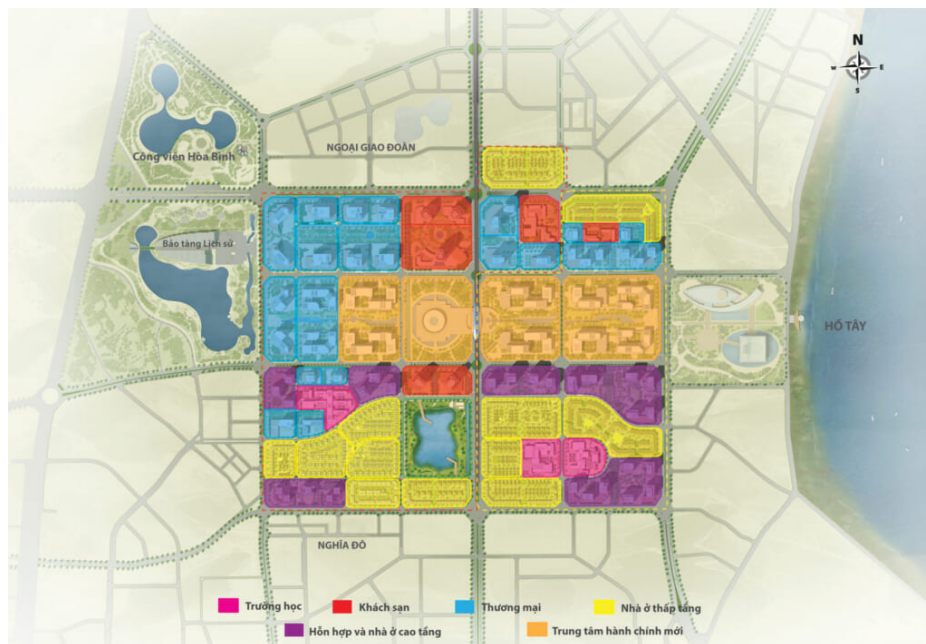 N
W E
S
NGOẠI GIAO ĐOÀN
Công viên Hòa Bình
Bảo tàng Lịch sử
HỒ TÂY
NGHĨA ĐÔ
Trường học
Khách sạn
Thương mại
Nhà ở thấp tầng
Hỗn hợp và nhà ở cao tầng
Trung tâm hành chính mới